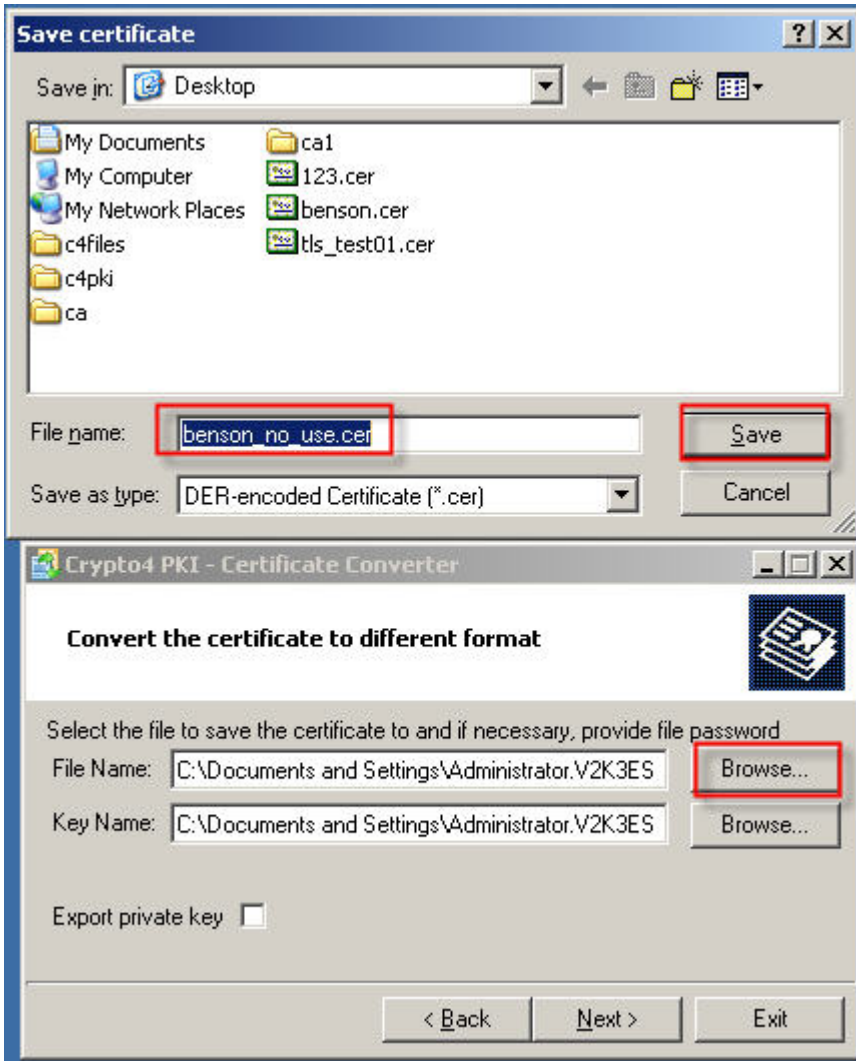 Save certificate
Save in: Desktop
My Documents
My Computer
My Network Places
c4files
c4pki
ca
ca1
123.cer
benson.cer
tls_test01.cer
File name: benson_no_use.cer Save
Save as type: DER-encoded Certificate (*.cer) Cancel
Crypto4 PKI - Certificate Converter
Convert the certificate to different format
Select the file to save the certificate to and if necessary, provide file password
File Name: C:\Documents and Settings\Administrator.V2K3ES Browse...
Key Name: C:\Documents and Settings\Administrator.V2K3ES Browse...
Export private key
< Back Next > Exit